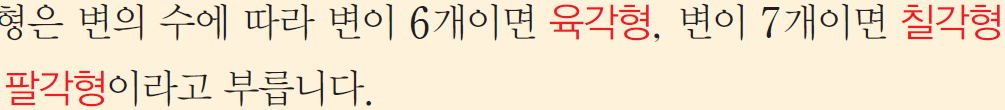 형은 변의 수에 따라 변이 6개이면 육각형, 변이 7개이면 칠각형
팔각형이라고 부릅니다.